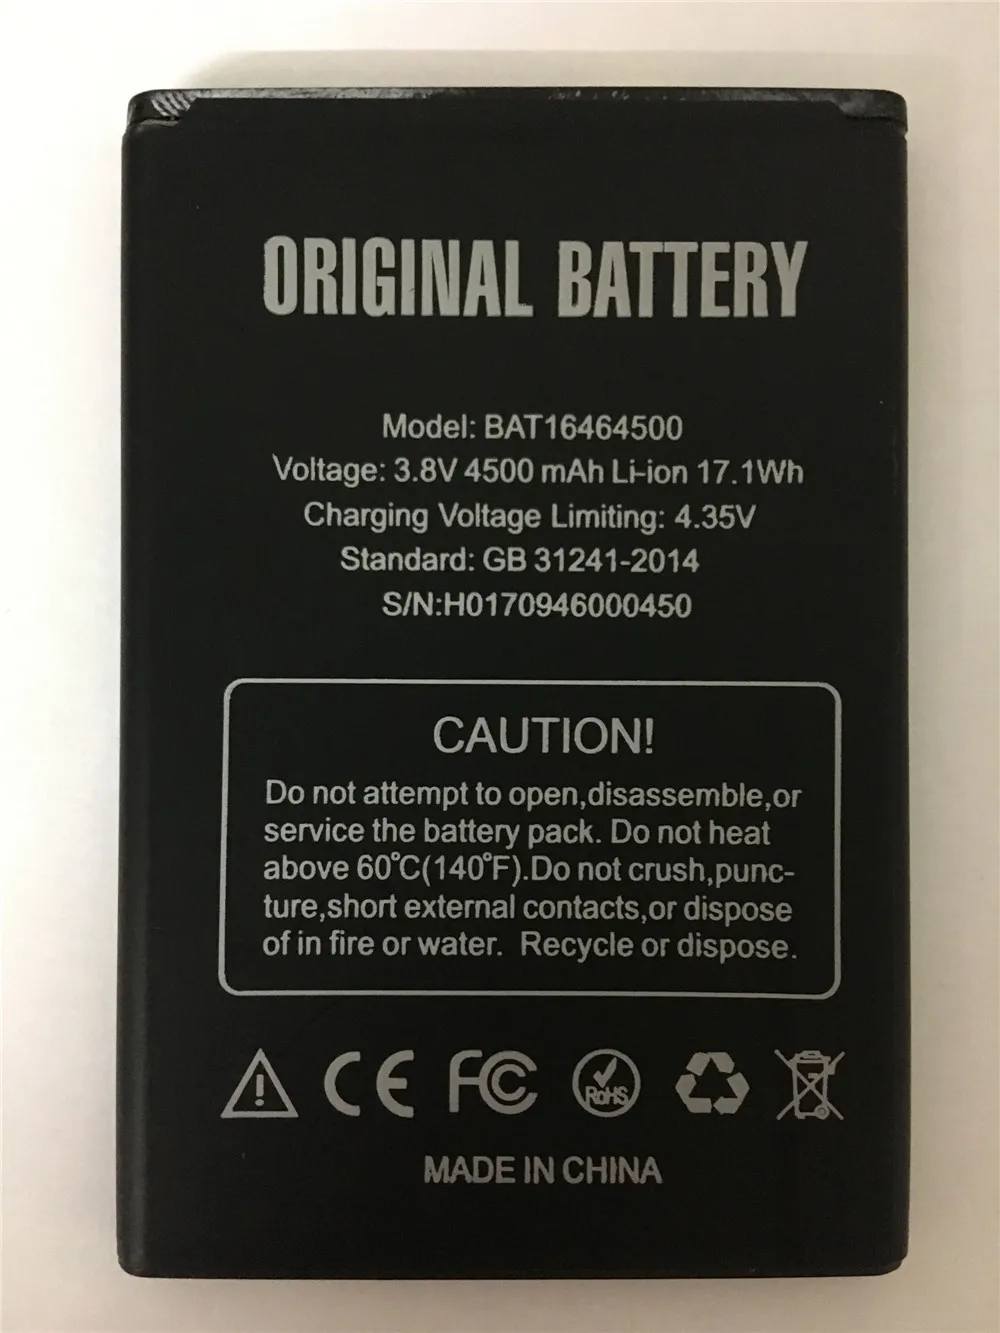 ORIGINAL BATTERY
Model: BAT16464500
Voltage: 3.8V 4500 mAh Li-ion 17.1Wh
Charging Voltage Limiting: 4.35V
Standard: GB 31241-2014
S/N:H0170946000450
CAUTION!
Do not attempt to open,disassemble,or
service the battery pack. Do not heat
above 60℃(140℉).Do not crush,punc-
ture,short external contacts,or dispose
of in fire or water. Recycle or dispose.
CE FC RoHS
MADE IN CHINA